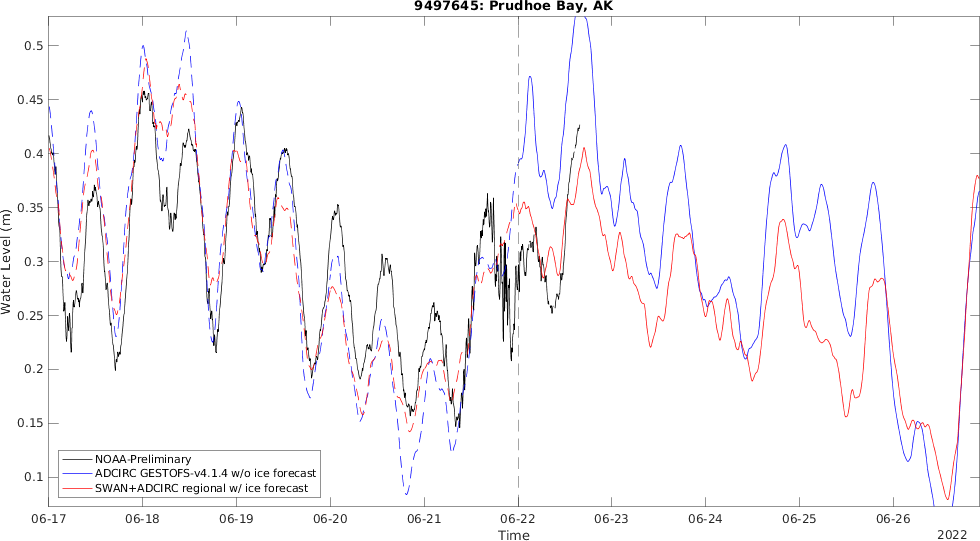 9497645: Prudhoe Bay, AK
Water Level (m)
0.5
0.45
0.4
0.35
0.3
0.25
0.2
0.15
0.1
NOAA-Preliminary
ADCIRC GESTOFS-v4.1.4 w/o ice forecast
SWAN+ADCIRC regional w/ ice forecast
06-17 06-18 06-19 06-20 06-21 06-22 06-23 06-24 06-25 06-26
Time
2022